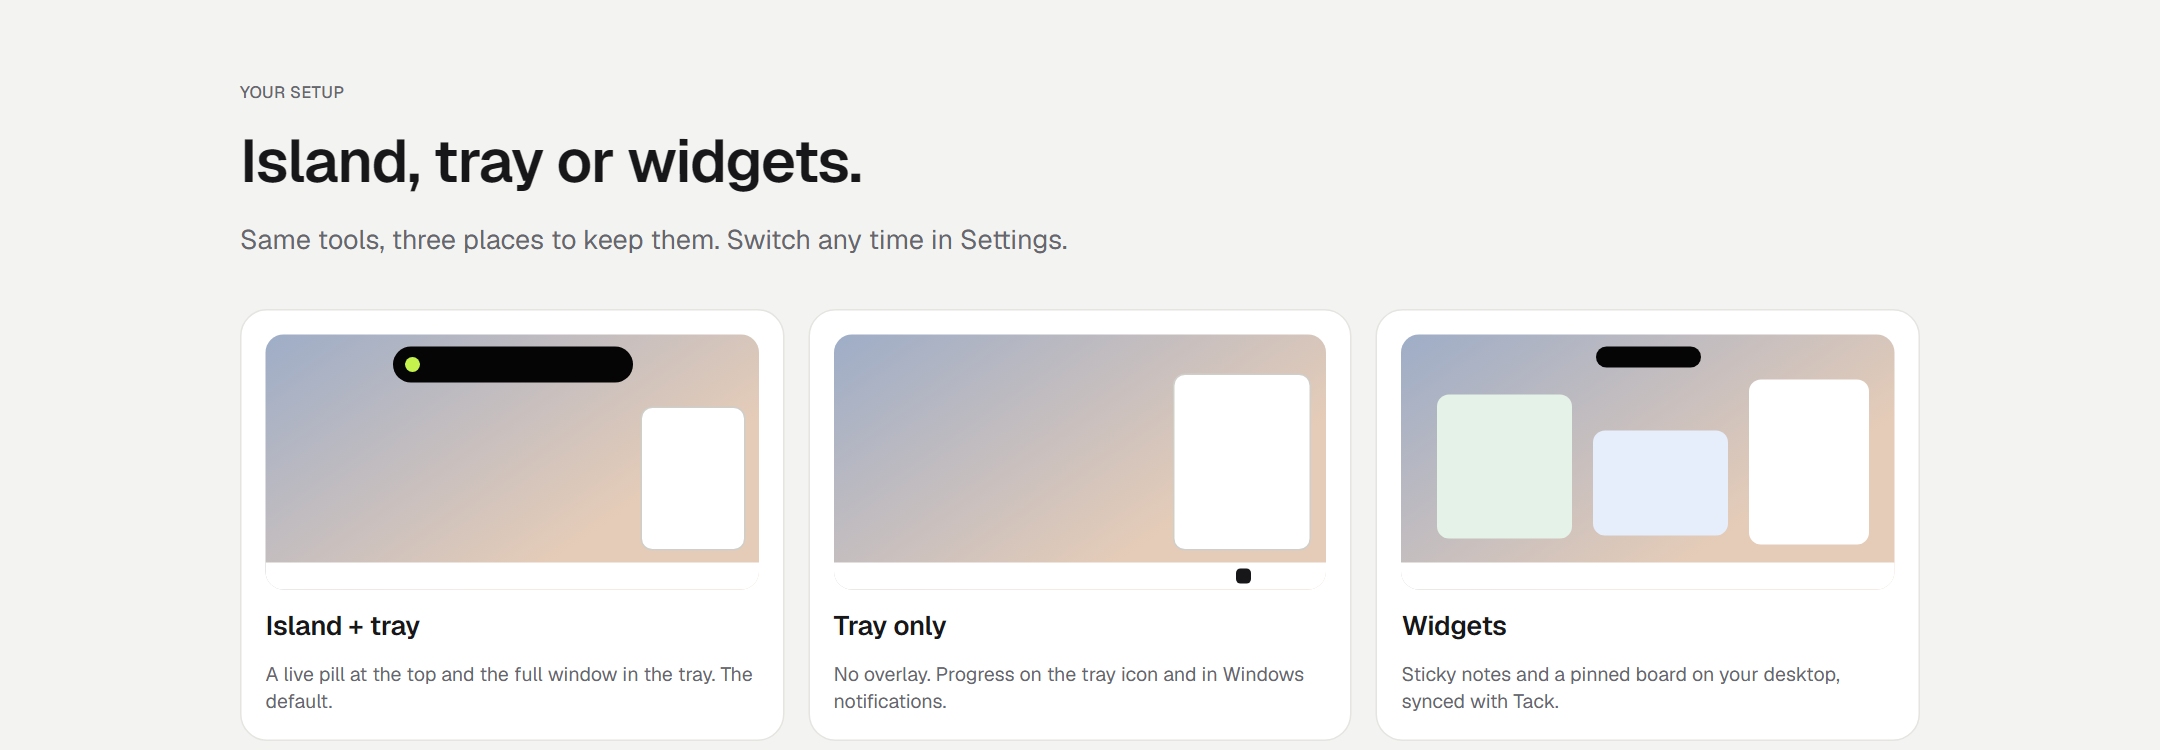 YOUR SETUP
Island, tray or widgets.
Same tools, three places to keep them. Switch any time in Settings.
Island + tray
A live pill at the top and the full window in the tray. The
default.
Tray only
No overlay. Progress on the tray icon and in Windows
notifications.
Widgets
Sticky notes and a pinned board on your desktop,
synced with Tack.